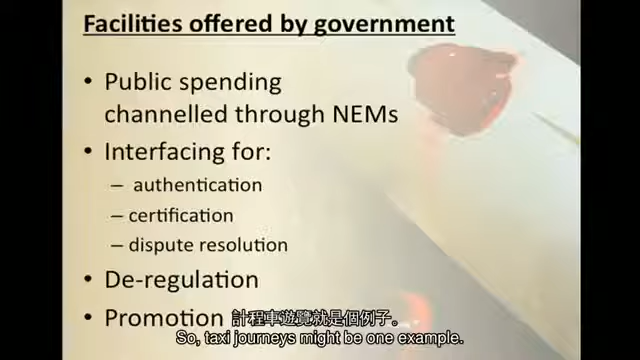 Facilities offered by government
• Public spending
channelled through NEMs
• Interfacing for:
– authentication
– certification
– dispute resolution
• De-regulation
• Promotion
計程車遊覽就是個例子。
So, taxi journeys might be one example.